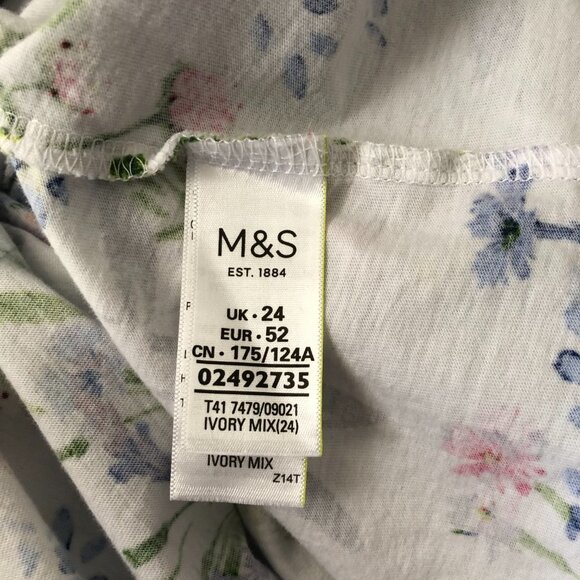 M&S
EST. 1884
UK • 24
EUR • 52
CN • 175/124A
02492735
T41 7479/09021
IVORY MIX(24)
IVORY MIX
Z14T